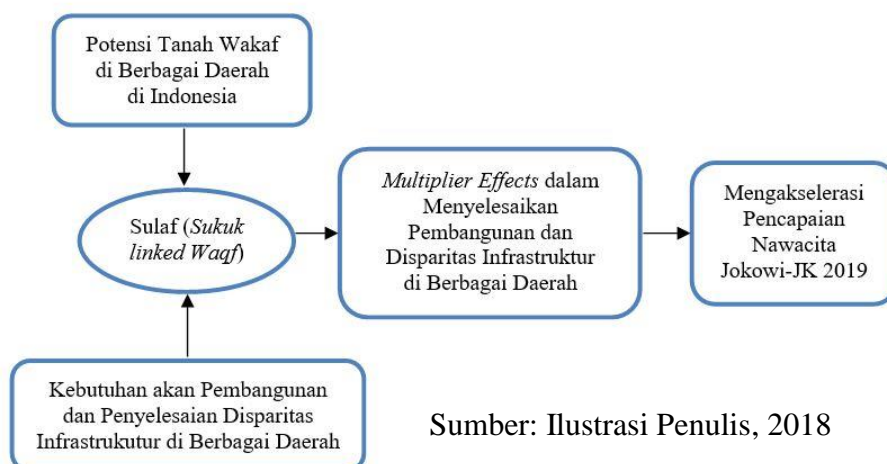 Potensi Tanah Wakaf
di Berbagai Daerah
di Indonesia
Sulaf (Sukuk
linked Waqf)
Multiplier Effects dalam
Menyelesaikan
Pembangunan dan
Disparitas Infrastruktur
di Berbagai Daerah
Mengakselerasi
Pencapaian
Nawacita
Jokowi-JK 2019
Kebutuhan akan Pembangunan
dan Penyelesaian Disparitas
Infrastrukutur di Berbagai Daerah
Sumber: Ilustrasi Penulis, 2018